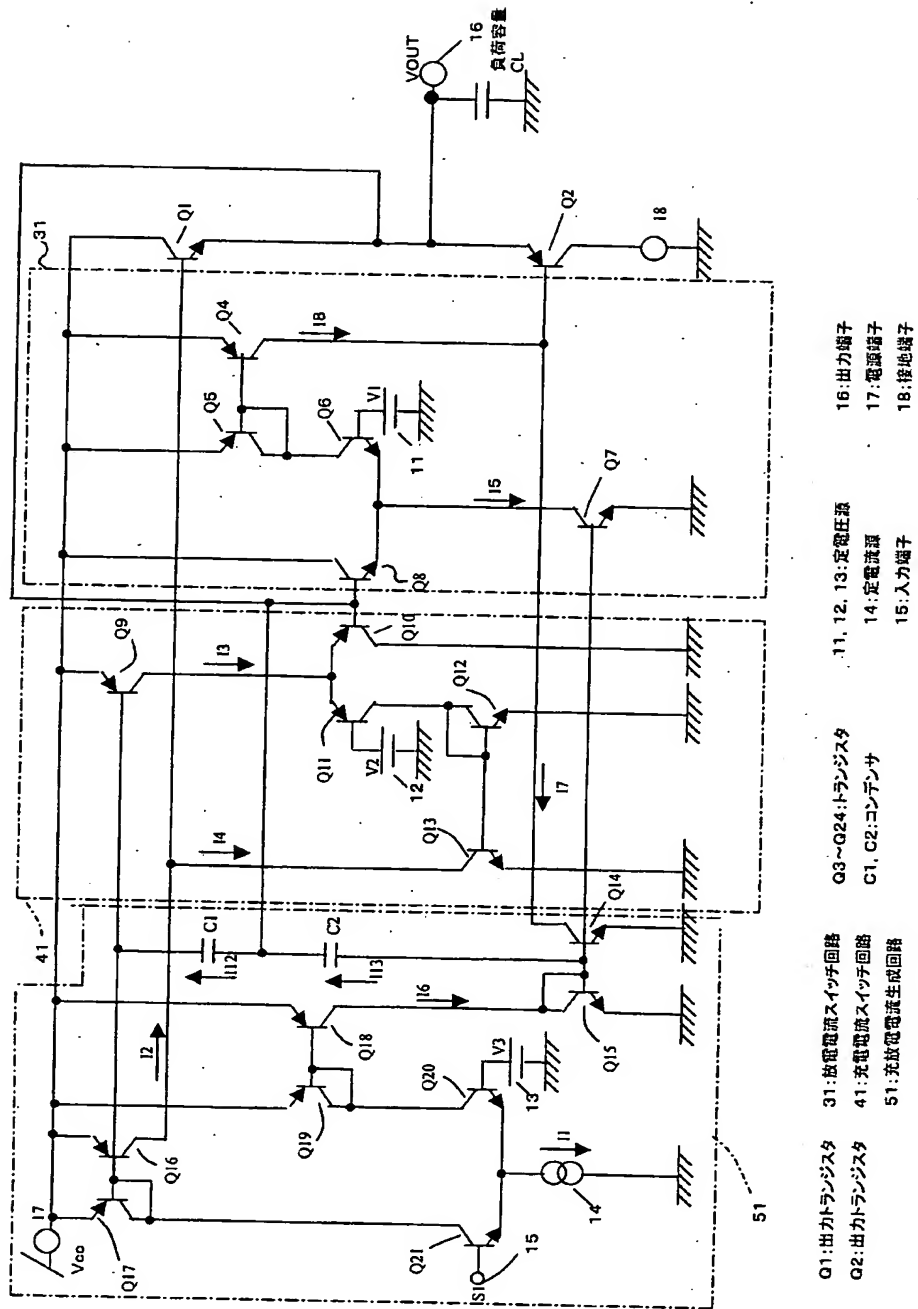 VOUT
16
負荷容量
CL
31
Q1
Q2
18
Q4
I8
Q5
Q6
V1
11
Q7
I5
Q8
Q9
I3
Q10
Q11
V2
12
Q12
I7
Q13
I4
41
C1
I12
C2
I13
Q14
Q15
I6
I2
Q18
Q19
Q20
V3
13
Q16
17
Vcc
Q17
Q21
SI
15
I1
14
51
Q1:出力トランジスタ
Q2:出力トランジスタ
31:放電電流スイッチ回路
41:充電電流スイッチ回路
51:充放電電流生成回路
Q3~Q24:トランジスタ
C1, C2:コンデンサ
11, 12, 13:定電圧源
14:定電流源
15:入力端子
16:出力端子
17:電源端子
18:接地端子